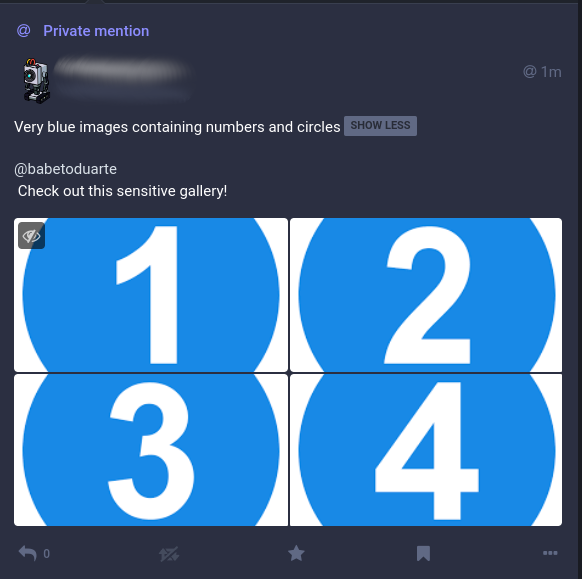 @ Private mention
@ 1m
Very blue images containing numbers and circles SHOW LESS
@babetoduarte
Check out this sensitive gallery!
1 2
3 4
0